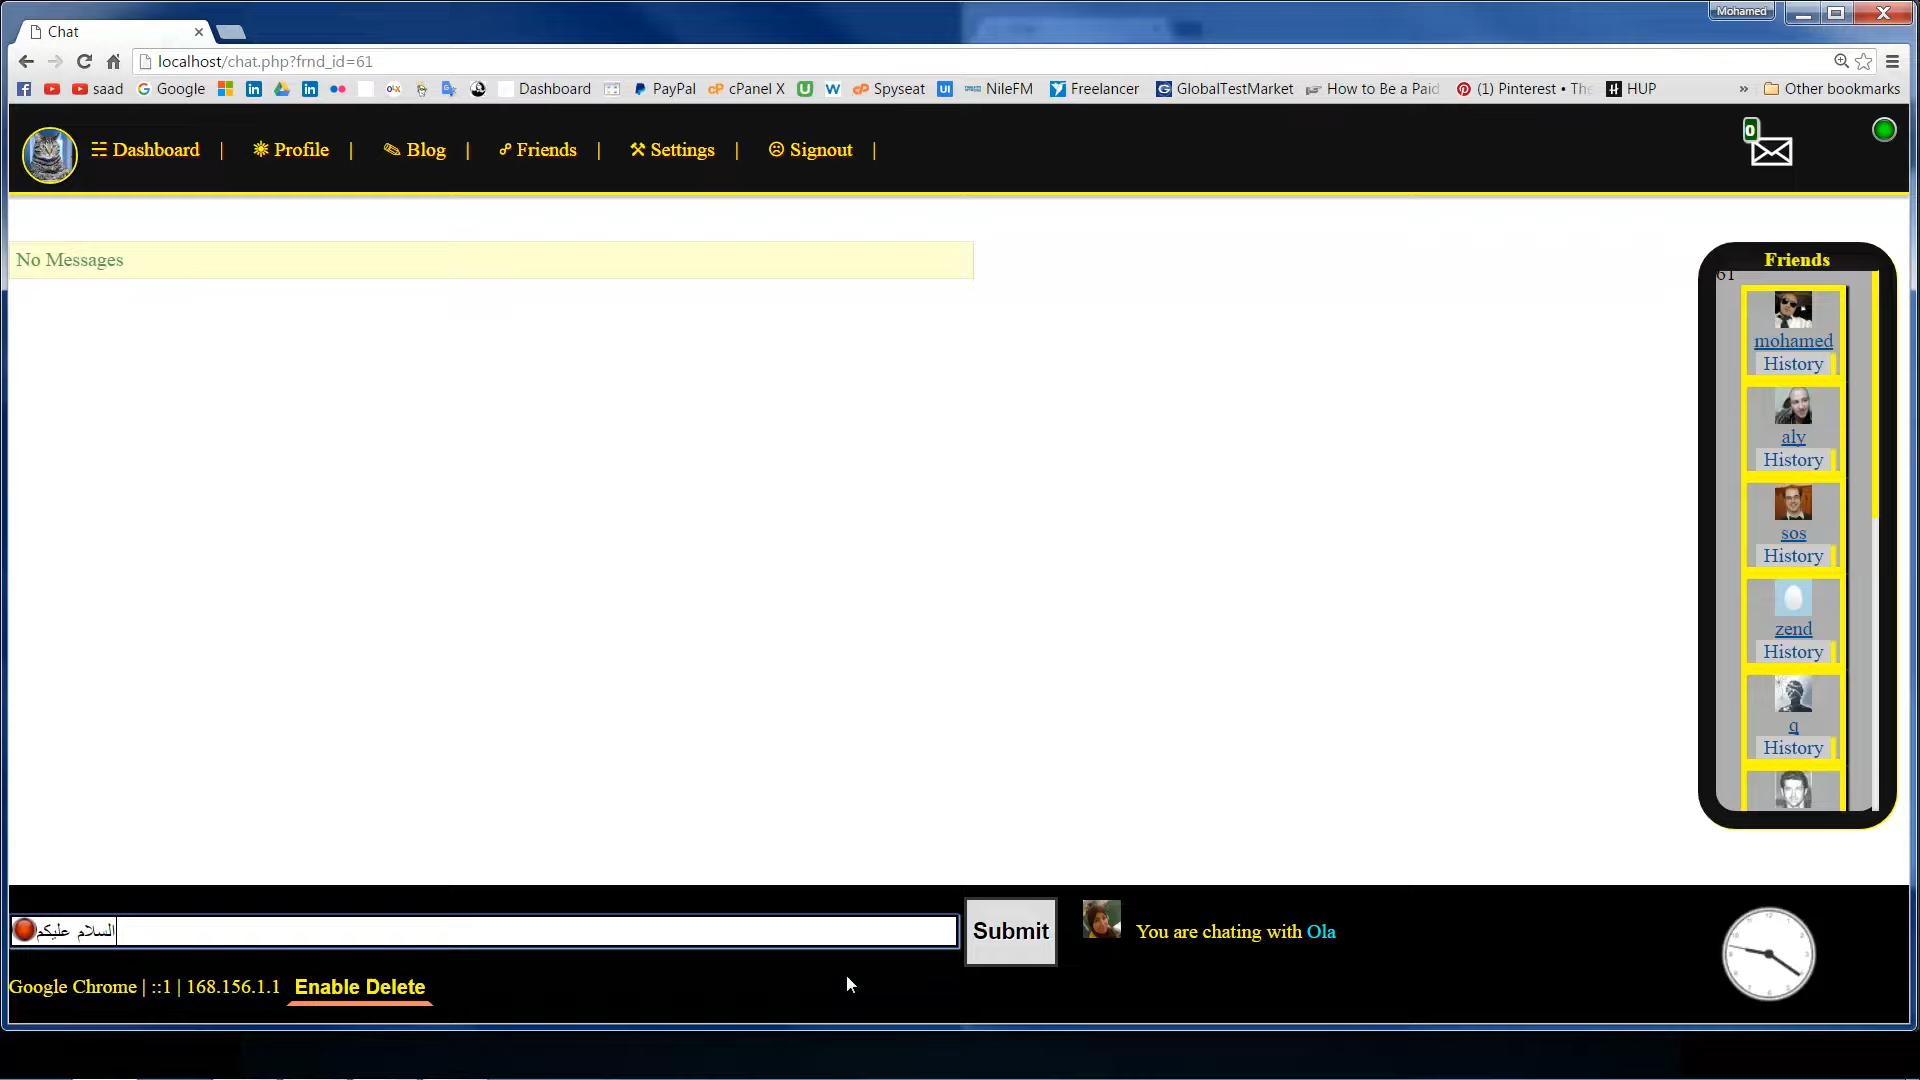 Mohamed
Chat
localhost/chat.php?frnd_id=61
saad
Google
Dashboard
PayPal
cPanel X
Spyseat
NileFM
Freelancer
GlobalTestMarket
How to Be a Paid
(1) Pinterest • The
HUP
Other bookmarks
Dashboard |
Profile |
Blog |
Friends |
Settings |
Signout |
0
No Messages
Friends
61
mohamed
History
aly
History
sos
History
zend
History
q
History
السلام عليكم
Submit
You are chating with Ola
Google Chrome | ::1 | 168.156.1.1
Enable Delete